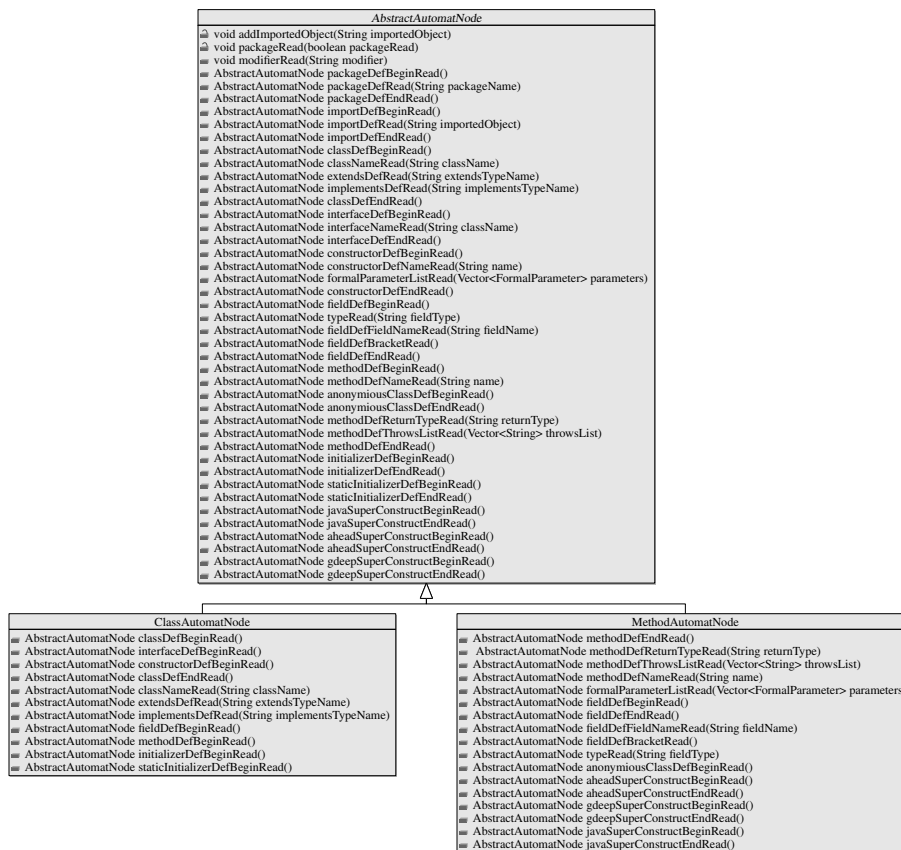 AbstractAutomatNode
void addImportedObject(String importedObject)
void packageRead(boolean packageRead)
void modifierRead(String modifier)
AbstractAutomatNode packageDefBeginRead()
AbstractAutomatNode packageDefRead(String packageName)
AbstractAutomatNode packageDefEndRead()
AbstractAutomatNode importDefBeginRead()
AbstractAutomatNode importDefRead(String importedObject)
AbstractAutomatNode importDefEndRead()
AbstractAutomatNode classDefBeginRead()
AbstractAutomatNode classNameRead(String className)
AbstractAutomatNode extendsDefRead(String extendsTypeName)
AbstractAutomatNode implementsDefRead(String implementsTypeName)
AbstractAutomatNode classDefEndRead()
AbstractAutomatNode interfaceDefBeginRead()
AbstractAutomatNode interfaceNameRead(String className)
AbstractAutomatNode interfaceDefEndRead()
AbstractAutomatNode constructorDefBeginRead()
AbstractAutomatNode constructorDefNameRead(String name)
AbstractAutomatNode formalParameterListRead(Vector<FormalParameter> parameters)
AbstractAutomatNode constructorDefEndRead()
AbstractAutomatNode fieldDefBeginRead()
AbstractAutomatNode typeRead(String fieldType)
AbstractAutomatNode fieldDefFieldNameRead(String fieldName)
AbstractAutomatNode fieldDefBracketRead()
AbstractAutomatNode fieldDefEndRead()
AbstractAutomatNode methodDefBeginRead()
AbstractAutomatNode methodDefNameRead(String name)
AbstractAutomatNode anonymiousClassDefBeginRead()
AbstractAutomatNode anonymiousClassDefEndRead()
AbstractAutomatNode methodDefReturnTypeRead(String returnType)
AbstractAutomatNode methodDefThrowsListRead(Vector<String> throwsList)
AbstractAutomatNode methodDefEndRead()
AbstractAutomatNode initializerDefBeginRead()
AbstractAutomatNode initializerDefEndRead()
AbstractAutomatNode staticInitializerDefBeginRead()
AbstractAutomatNode staticInitializerDefEndRead()
AbstractAutomatNode javaSuperConstructBeginRead()
AbstractAutomatNode javaSuperConstructEndRead()
AbstractAutomatNode aheadSuperConstructBeginRead()
AbstractAutomatNode aheadSuperConstructEndRead()
AbstractAutomatNode gdeepSuperConstructBeginRead()
AbstractAutomatNode gdeepSuperConstructEndRead()
ClassAutomatNode
AbstractAutomatNode classDefBeginRead()
AbstractAutomatNode interfaceDefBeginRead()
AbstractAutomatNode constructorDefBeginRead()
AbstractAutomatNode classDefEndRead()
AbstractAutomatNode classNameRead(String className)
AbstractAutomatNode extendsDefRead(String extendsTypeName)
AbstractAutomatNode implementsDefRead(String implementsTypeName)
AbstractAutomatNode fieldDefBeginRead()
AbstractAutomatNode methodDefBeginRead()
AbstractAutomatNode initializerDefBeginRead()
AbstractAutomatNode staticInitializerDefBeginRead()
MethodAutomatNode
AbstractAutomatNode methodDefEndRead()
AbstractAutomatNode methodDefReturnTypeRead(String returnType)
AbstractAutomatNode methodDefThrowsListRead(Vector<String> throwsList)
AbstractAutomatNode methodDefNameRead(String name)
AbstractAutomatNode formalParameterListRead(Vector<FormalParameter> parameters
AbstractAutomatNode fieldDefBeginRead()
AbstractAutomatNode fieldDefEndRead()
AbstractAutomatNode fieldDefFieldNameRead(String fieldName)
AbstractAutomatNode fieldDefBracketRead()
AbstractAutomatNode typeRead(String fieldType)
AbstractAutomatNode anonymiousClassDefBeginRead()
AbstractAutomatNode aheadSuperConstructBeginRead()
AbstractAutomatNode aheadSuperConstructEndRead()
AbstractAutomatNode gdeepSuperConstructBeginRead()
AbstractAutomatNode gdeepSuperConstructEndRead()
AbstractAutomatNode javaSuperConstructBeginRead()
AbstractAutomatNode javaSuperConstructEndRead()